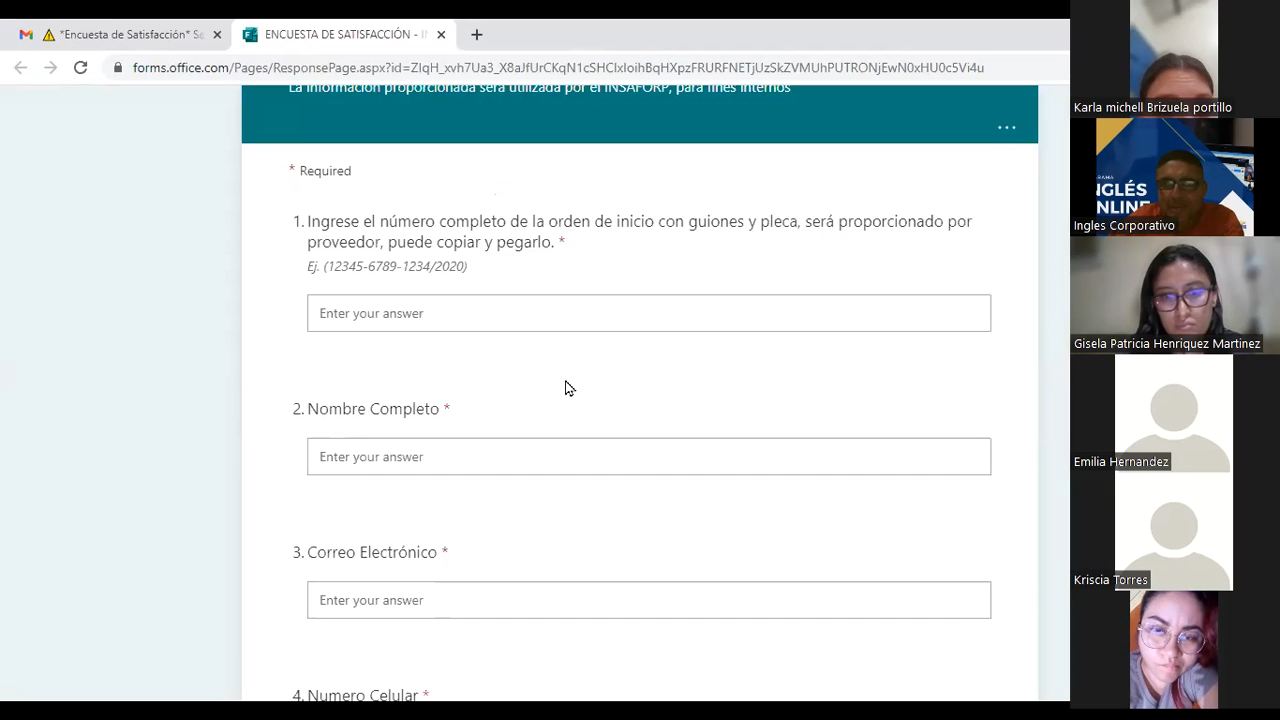 *Encuesta de Satisfacción* Se
ENCUESTA DE SATISFACCIÓN - I
forms.office.com/Pages/ResponsePage.aspx?id=ZIqH_xvh7Ua3_X8aJfUrCKqN1cSHCIxIoihBqHXpzFRURFNETjUzSkZVMUhPUTRONjEwN0xHU0c5Vi4u
La información proporcionada será utilizada por el INSAFORP, para fines internos
* Required
1. Ingrese el número completo de la orden de inicio con guiones y pleca, será proporcionado por
proveedor, puede copiar y pegarlo. *
Ej. (12345-6789-1234/2020)
Enter your answer
2. Nombre Completo *
Enter your answer
3. Correo Electrónico *
Enter your answer
4. Numero Celular *
Karla michell Brizuela portillo
INGLÉS
ONLINE
Ingles Corporativo
Gisela Patricia Henriquez Martinez
Emilia Hernandez
Kriscia Torres